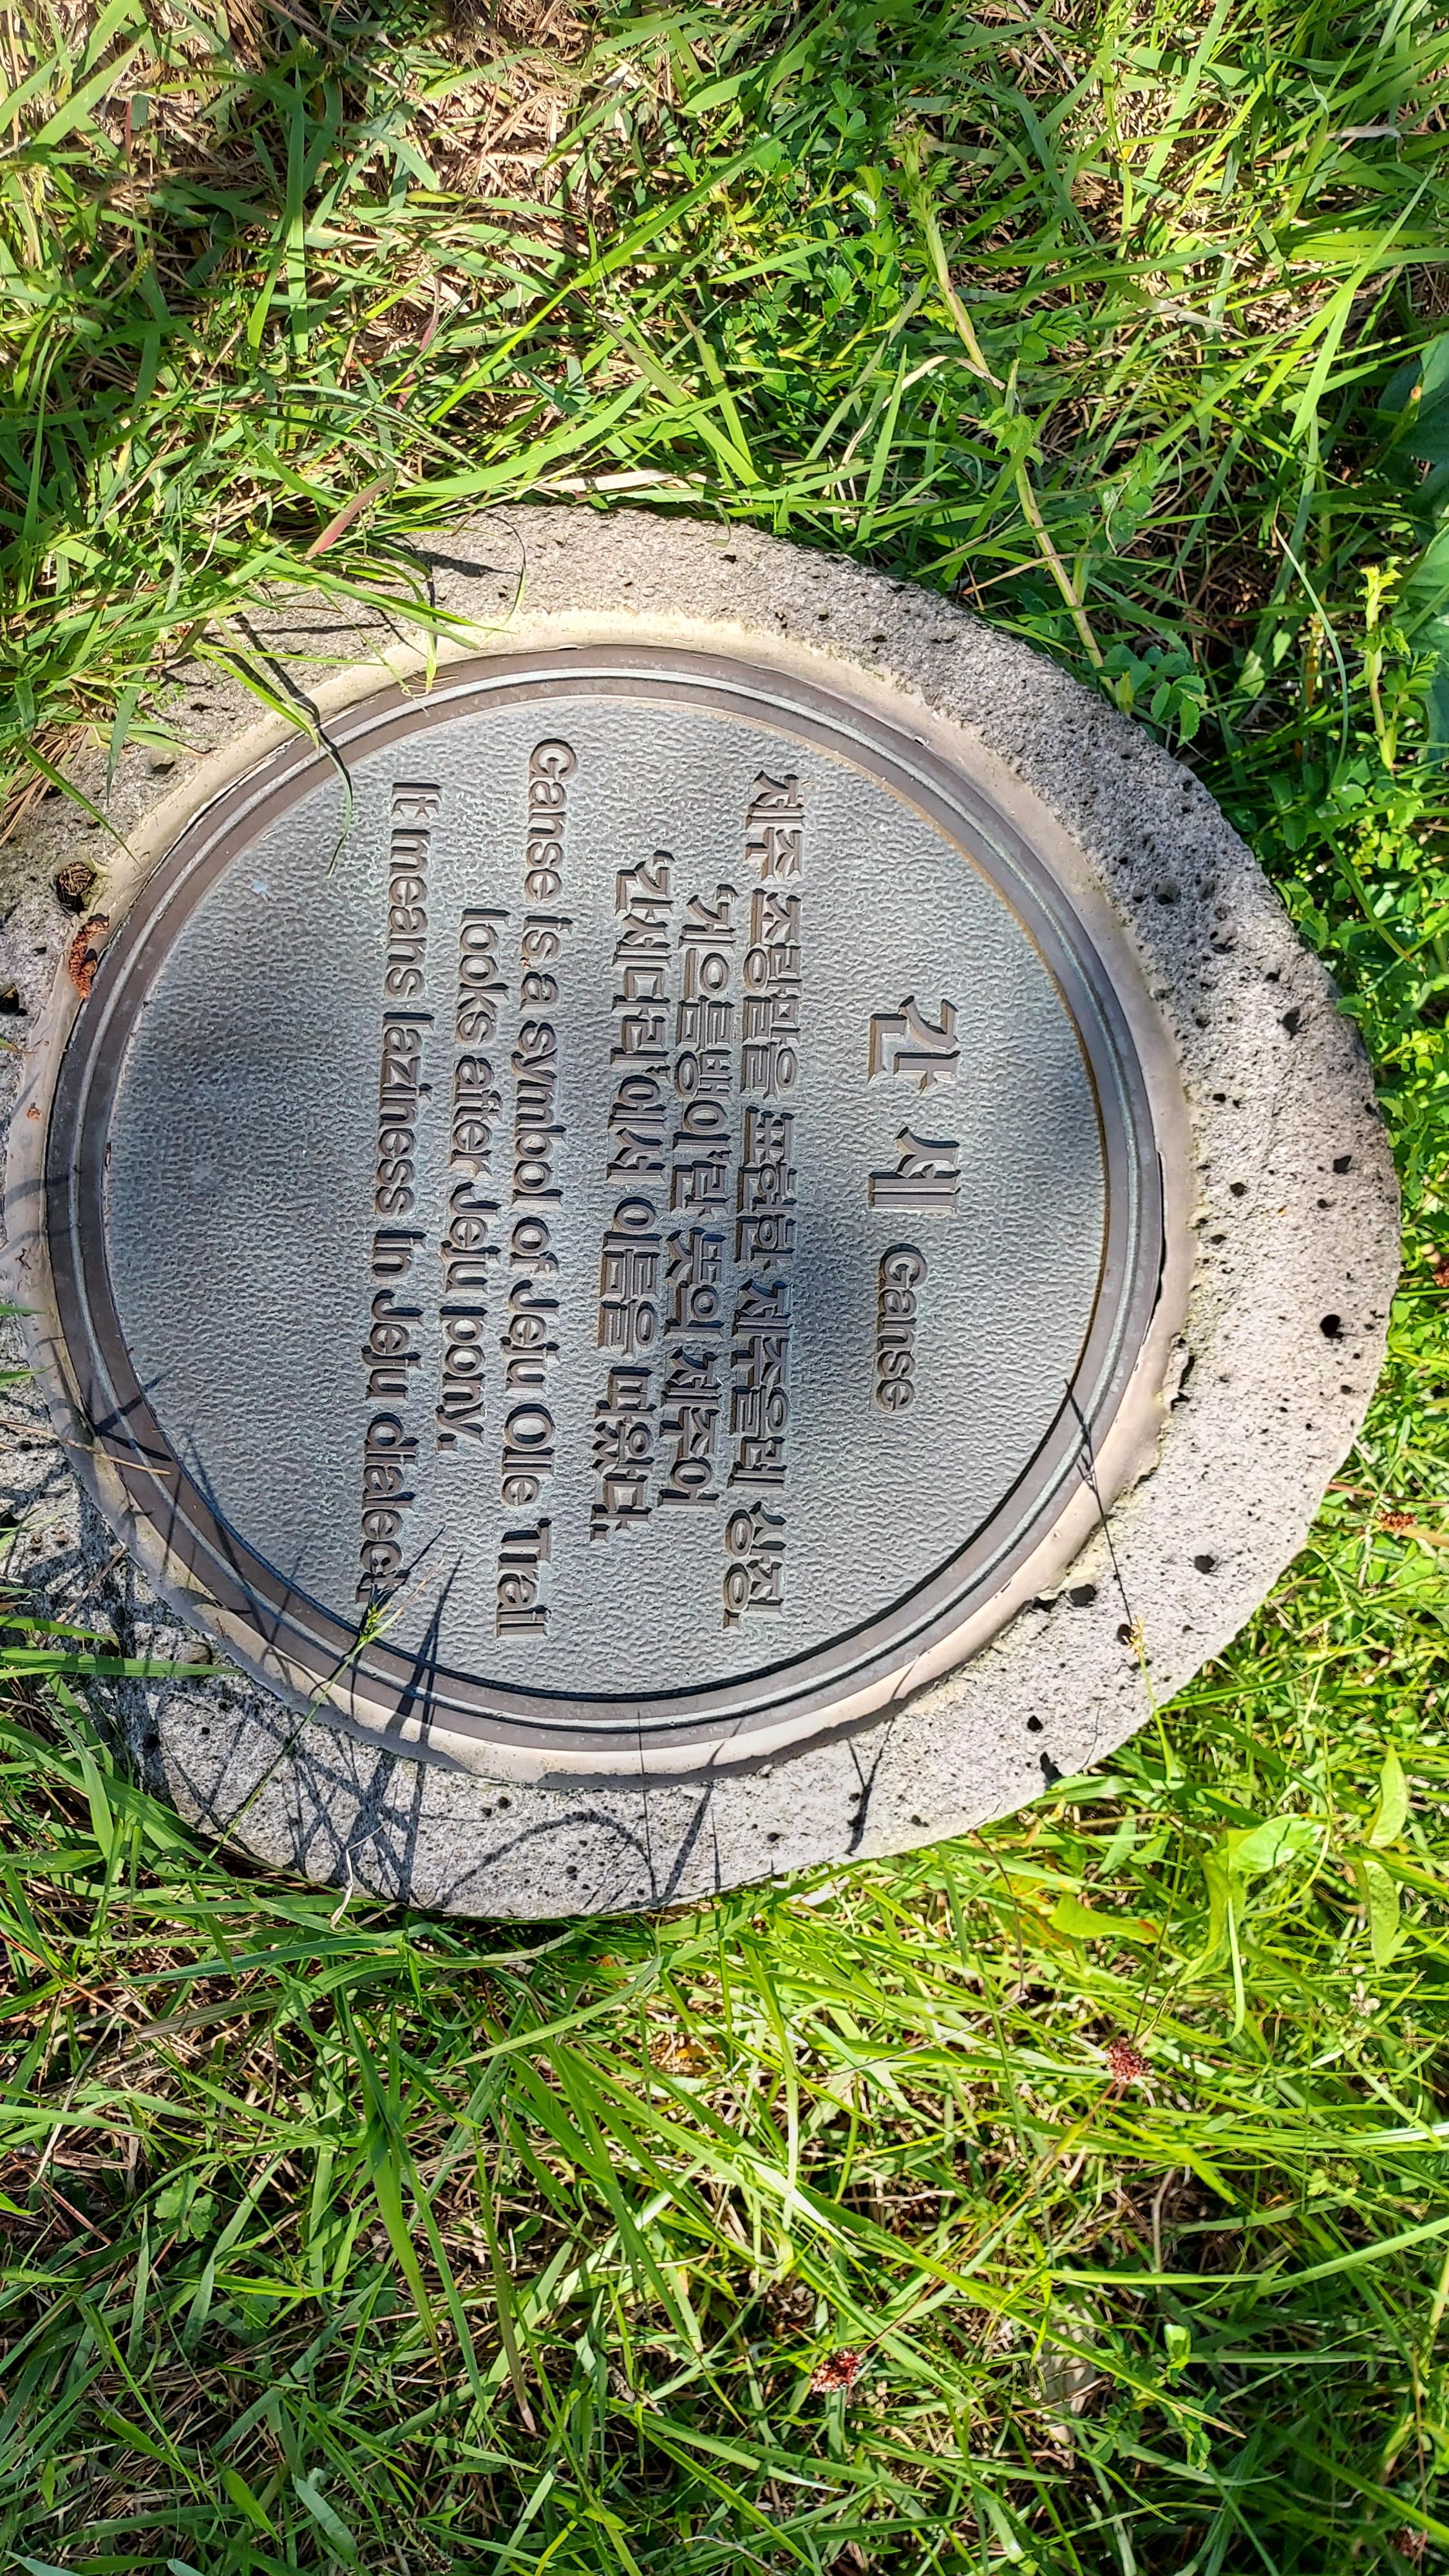 간 세 Ganse
제주 조랑말을 표현한 제주올레 상징.
'게으름뱅이'란 뜻의 제주어
'간세다리'에서 이름을 따왔다.
Ganse is a symbol of Jeju Olle Trail
looks after Jeju pony.
It means laziness in Jeju dialect.